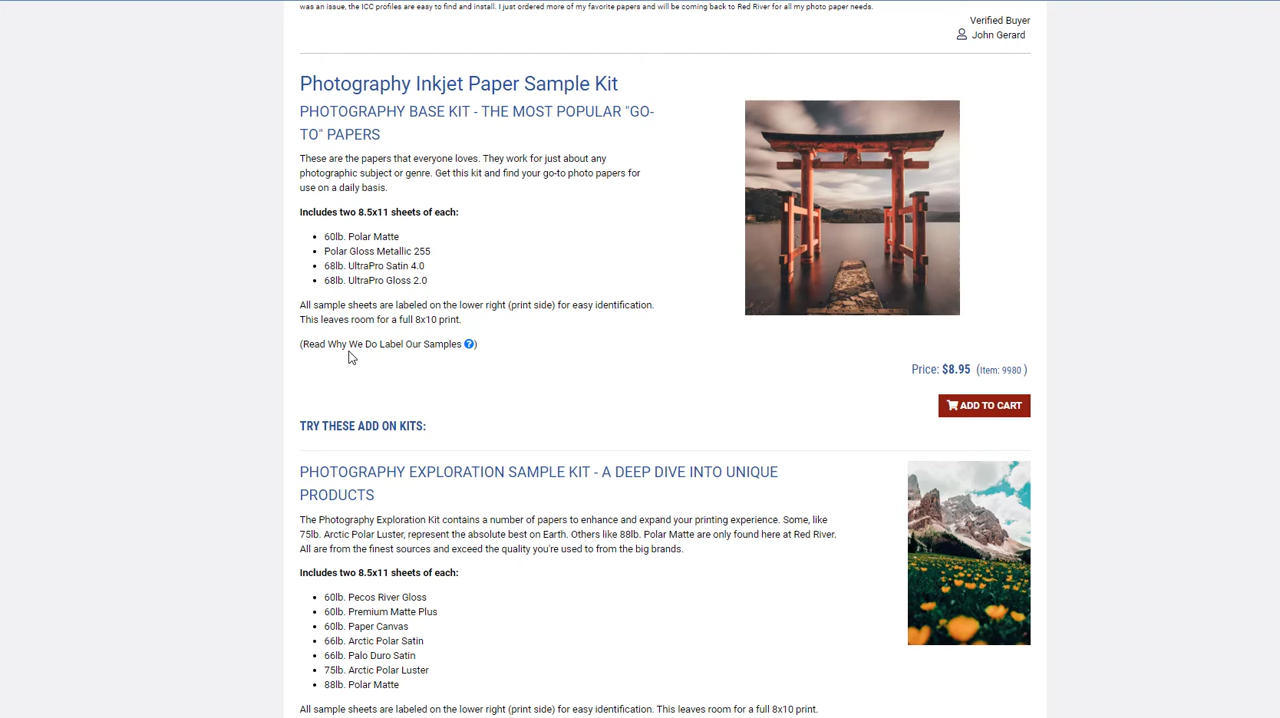 was an issue, the ICC profiles are easy to find and install. I just ordered more of my favorite papers and will be coming back to Red River for all my photo paper needs.
Verified Buyer
John Gerard
Photography Inkjet Paper Sample Kit
PHOTOGRAPHY BASE KIT - THE MOST POPULAR "GO-
TO" PAPERS
These are the papers that everyone loves. They work for just about any
photographic subject or genre. Get this kit and find your go-to photo papers for
use on a daily basis.
Includes two 8.5x11 sheets of each:
• 60lb. Polar Matte
• Polar Gloss Metallic 255
• 68lb. UltraPro Satin 4.0
• 68lb. UltraPro Gloss 2.0
All sample sheets are labeled on the lower right (print side) for easy identification.
This leaves room for a full 8x10 print.
(Read Why We Do Label Our Samples ?)
Price: $8.95 (Item: 9980 )
ADD TO CART
TRY THESE ADD ON KITS:
PHOTOGRAPHY EXPLORATION SAMPLE KIT - A DEEP DIVE INTO UNIQUE
PRODUCTS
The Photography Exploration Kit contains a number of papers to enhance and expand your printing experience. Some, like
75lb. Arctic Polar Luster, represent the absolute best on Earth. Others like 88lb. Polar Matte are only found here at Red River.
All are from the finest sources and exceed the quality you're used to from the big brands.
Includes two 8.5x11 sheets of each:
• 60lb. Pecos River Gloss
• 60lb. Premium Matte Plus
• 60lb. Paper Canvas
• 66lb. Arctic Polar Satin
• 66lb. Palo Duro Satin
• 75lb. Arctic Polar Luster
• 88lb. Polar Matte
All sample sheets are labeled on the lower right (print side) for easy identification. This leaves room for a full 8x10 print.